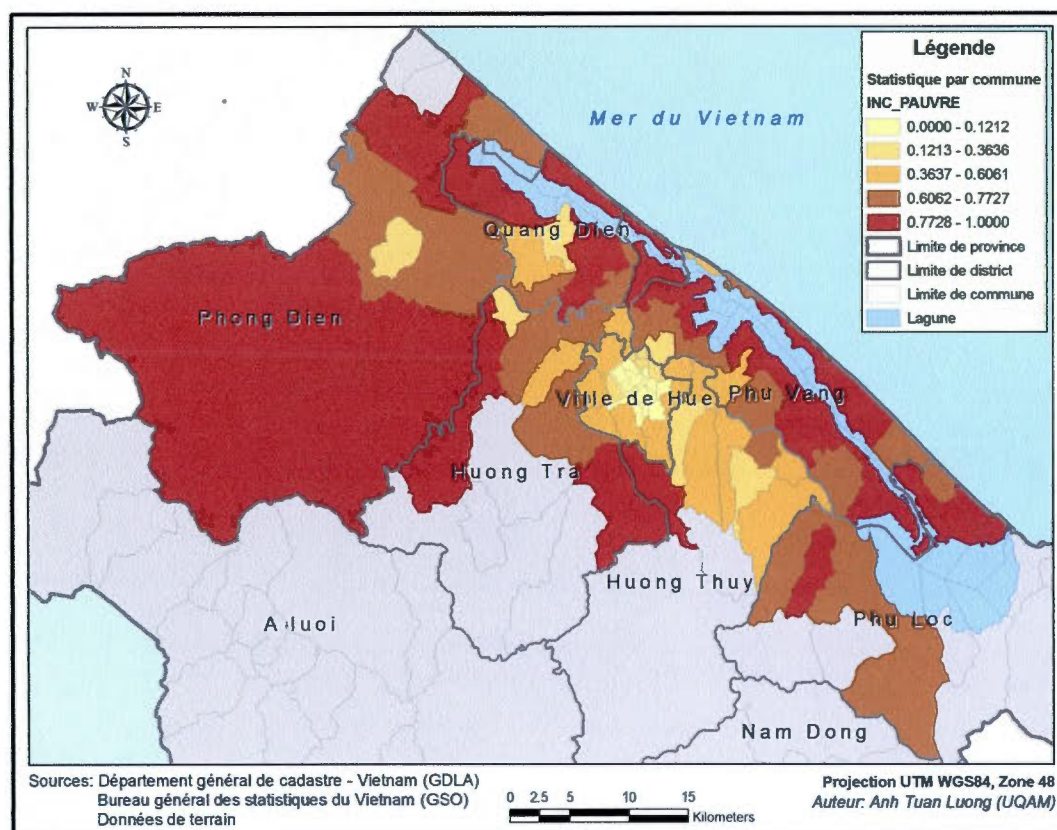 N
W E
S
Mer du Vietnam
Légende
Statistique par commune
INC_PAUVRE
0.0000 - 0.1212
0.1213 - 0.3636
0.3637 - 0.6061
0.6062 - 0.7727
0.7728 - 1.0000
Limite de province
Limite de district
Limite de commune
Lagune
Quang Dien
Phong Dien
Ville de Hue
Phu Vang
Huong Tra
Huong Thuy
A luoi
Phu Loc
Nam Dong
Sources: Département général de cadastre - Vietnam (GDLA)
Bureau général des statistiques du Vietnam (GSO)
Données de terrain
0 2.5 5 10 15
Kilometers
Projection UTM WGS84, Zone 48
Auteur: Anh Tuan Luong (UQAM)